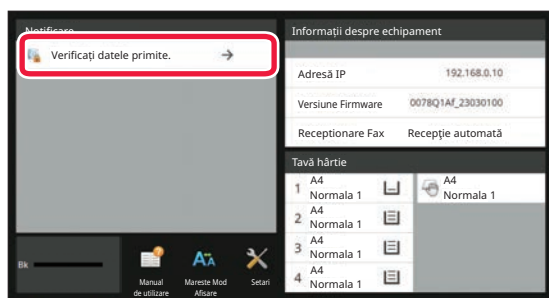 Notificare
Verificați datele primite.
Informații despre echipament
Adresă IP 192.168.0.10
Versiune Firmware 0078Q1Af_23030100
Receptionare Fax Recepție automată
Tavă hârtie
1 A4
Normala 1
A4
Normala 1
2 A4
Normala 1
3 A4
Normala 1
4 A4
Normala 1
Bk
Manual
de utilizare
Mareste Mod
Afisare
Setari